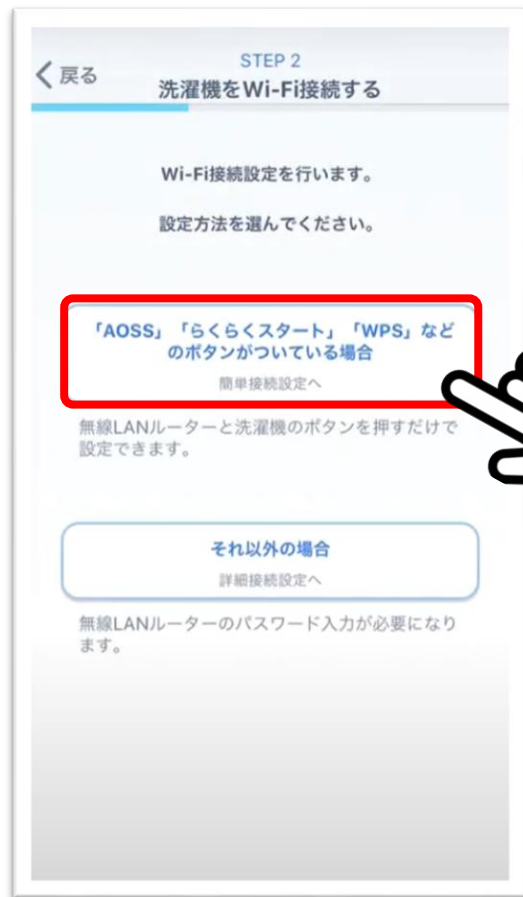 戻る
STEP 2
洗濯機をWi-Fi接続する
Wi-Fi接続設定を行います。
設定方法を選んでください。
「AOSS」「らくらくスタート」「WPS」など
のボタンがついている場合
簡単接続設定へ
無線LANルーターと洗濯機のボタンを押すだけで
設定できます。
それ以外の場合
詳細接続設定へ
無線LANルーターのパスワード入力が必要になり
ます。